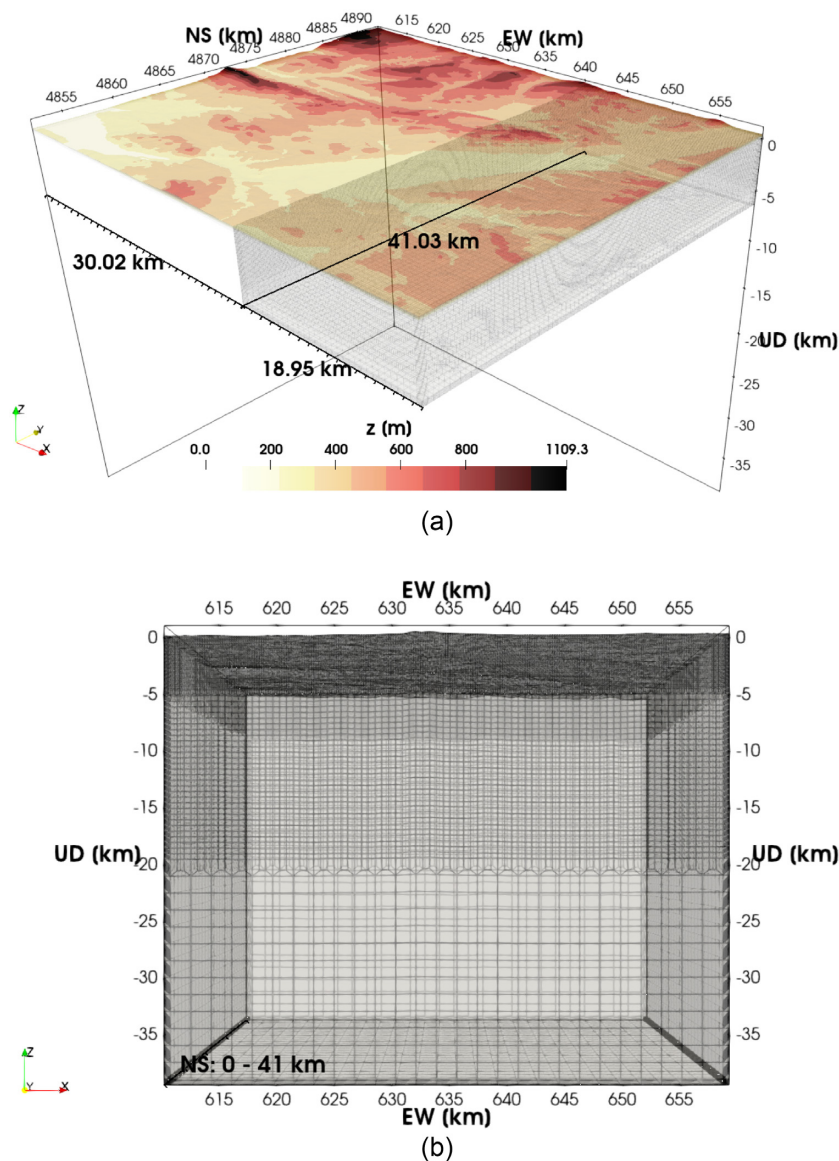 NS (km)
EW (km)
4855 4860 4865 4870 4875 4880 4885 4890
615 620 625 630 635 640 645 650 655
0
-5
-10
-15
-20
-25
-30
-35
UD (km)
41.03 km
30.02 km
18.95 km
Z
Y
X
z (m)
0.0 200 400 600 800 1109.3
(a)
EW (km)
615 620 625 630 635 640 645 650 655
0 0
-5 -5
-10 -10
-15 -15
UD (km) -20 -20 UD (km)
-25 -25
-30 -30
-35 -35
NS: 0 - 41 km
Z
Y X
615 620 625 630 635 640 645 650 655
EW (km)
(b)